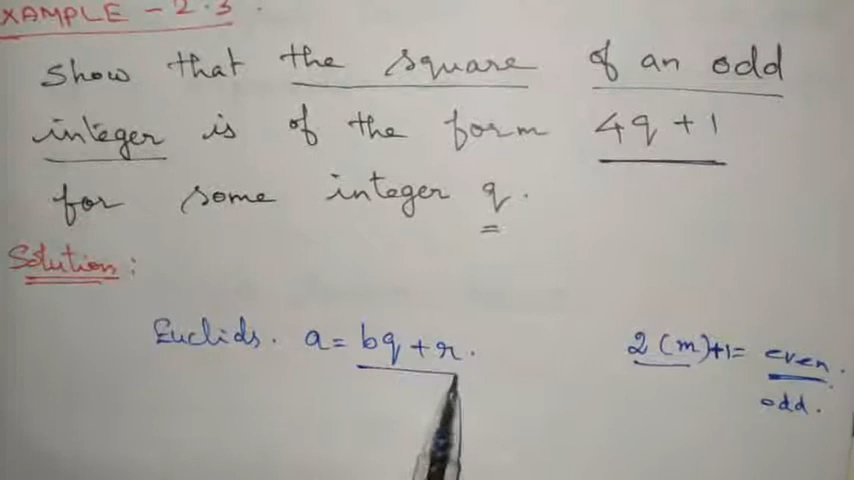 XAMPLE - 2.3.
Show that the square of an odd
integer is of the form 4q + 1
for some integer q.
Solution:
Euclids. a = bq + r.
2(m)+1= even.
odd.